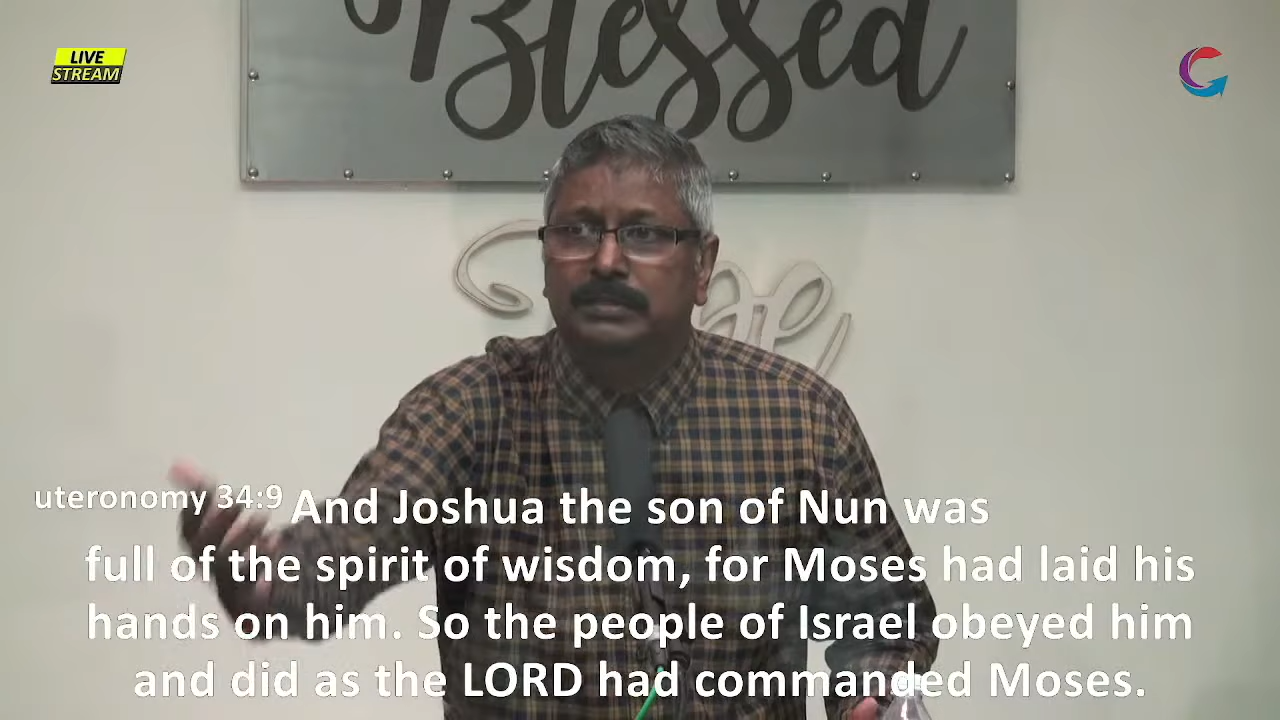 Blessed
LIVE
STREAM
uteronomy 34:9 And Joshua the son of Nun was
full of the spirit of wisdom, for Moses had laid his
hands on him. So the people of Israel obeyed him
and did as the LORD had commanded Moses.